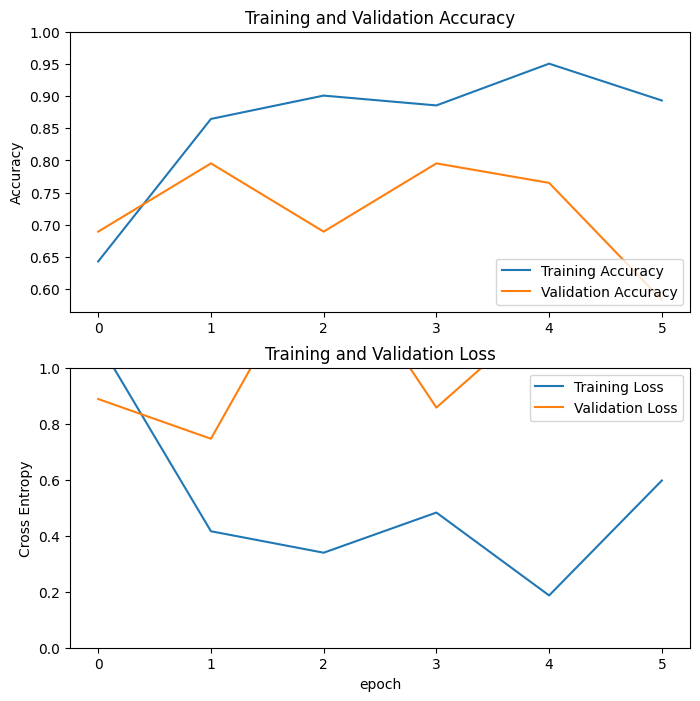 Training and Validation Accuracy
1.00
0.95
0.90
0.85
0.80
0.75
0.70
0.65
0.60
Accuracy
Training Accuracy
Validation Accuracy
0 1 2 3 4 5
Training and Validation Loss
1.0
0.8
0.6
0.4
0.2
0.0
Cross Entropy
Training Loss
Validation Loss
0 1 2 3 4 5
epoch